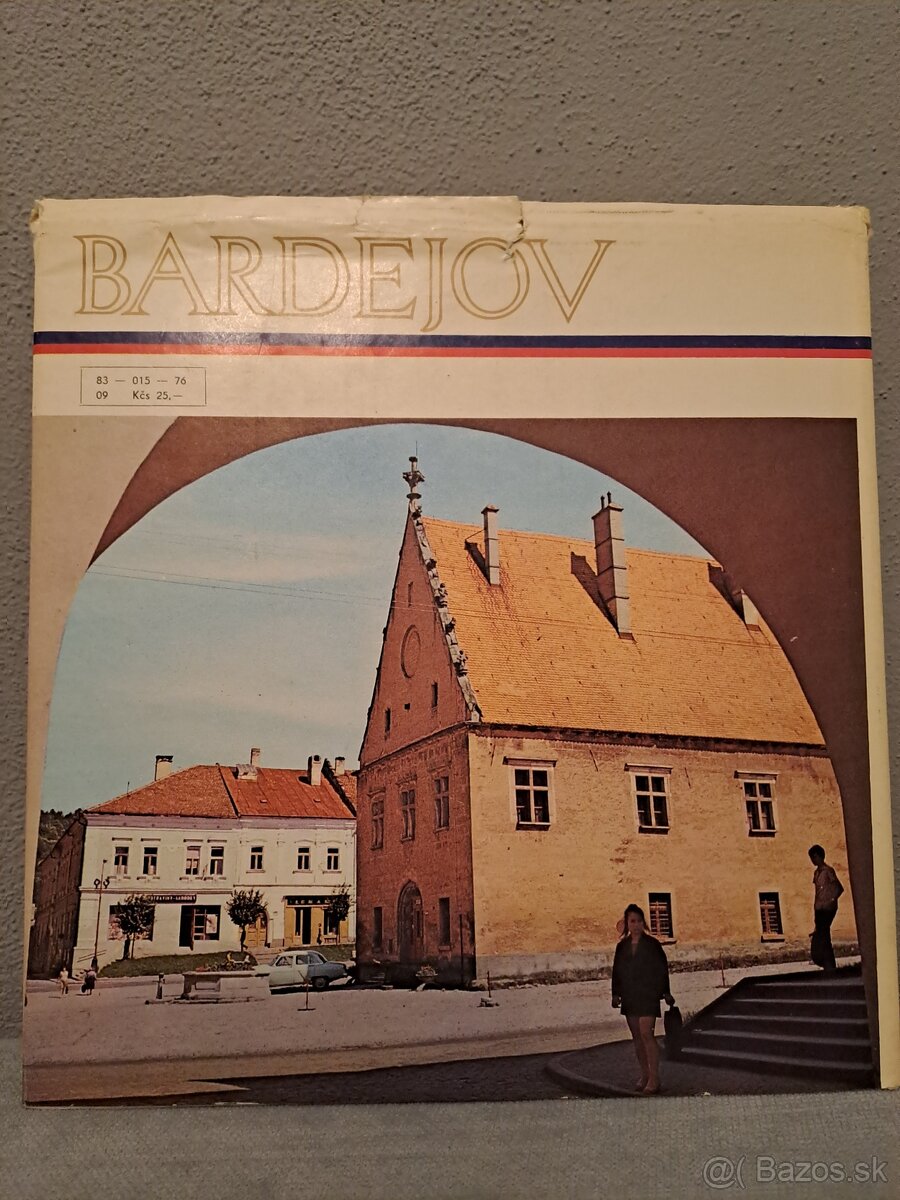 BARDEJOV
83 — 015 — 76
09 Kčs 25,—
@( Bazos.sk